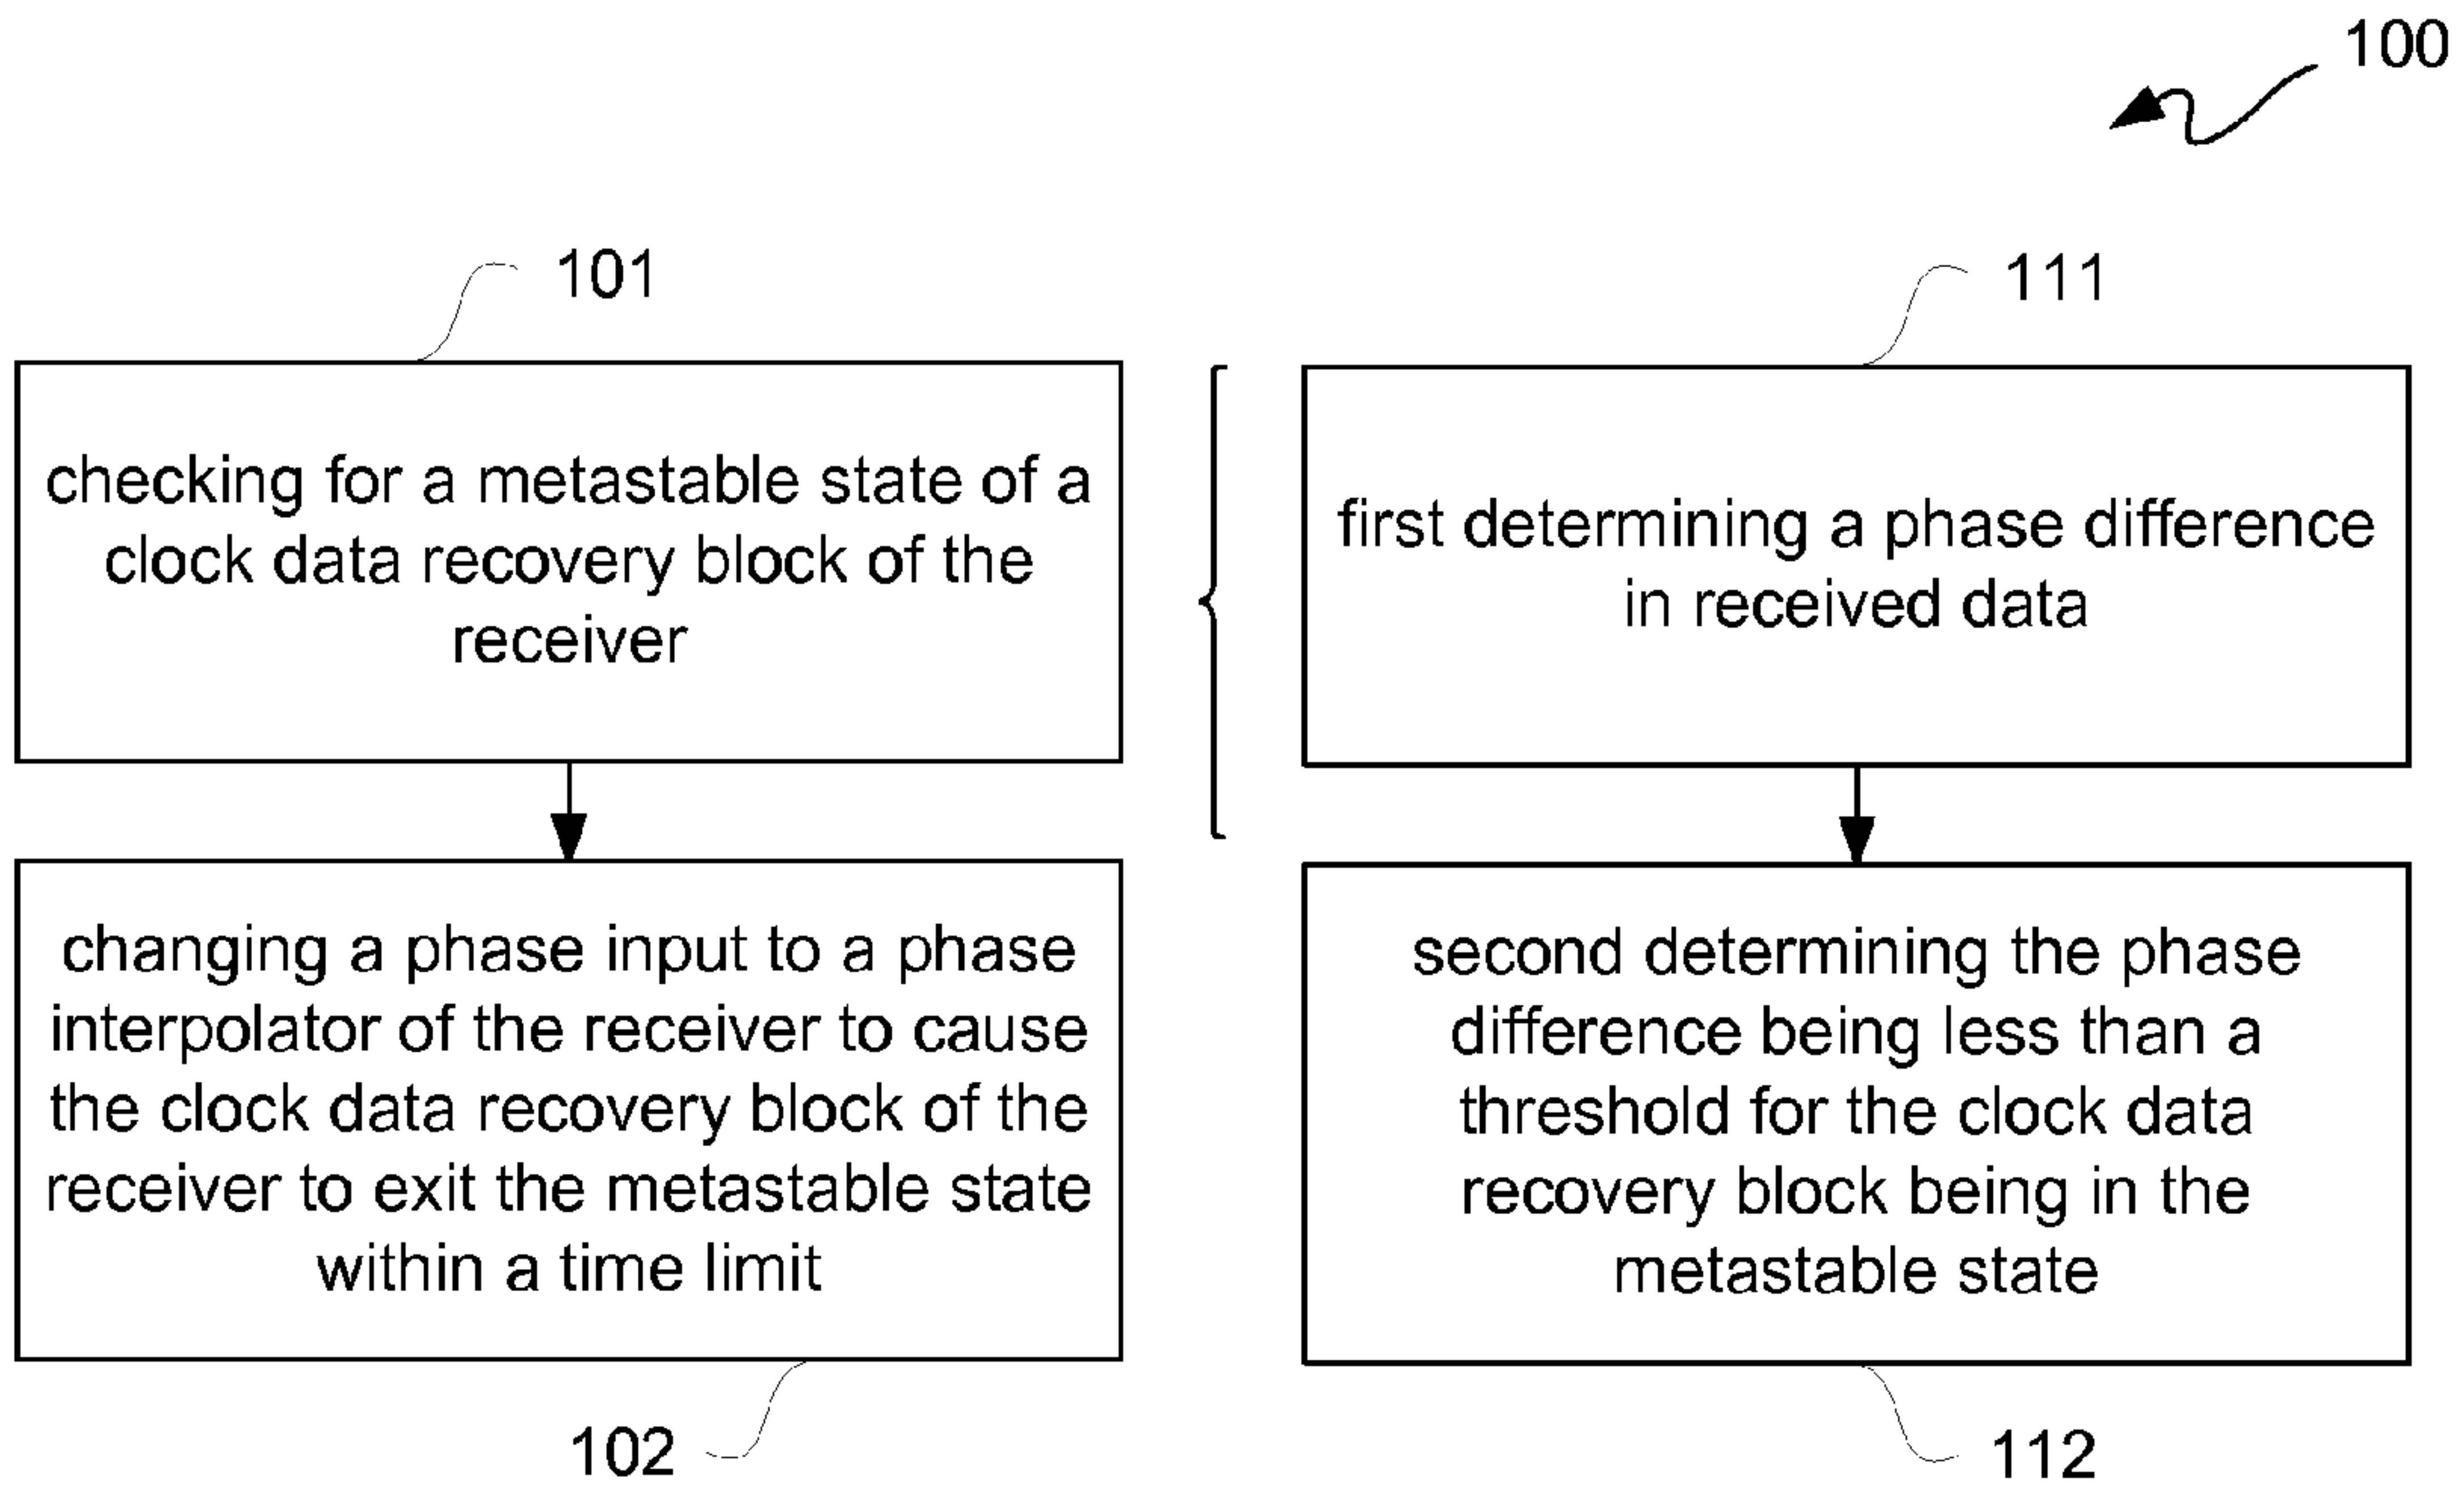 100
101
checking for a metastable state of a
clock data recovery block of the
receiver
changing a phase input to a phase
interpolator of the receiver to cause
the clock data recovery block of the
receiver to exit the metastable state
within a time limit
102
111
first determining a phase difference
in received data
second determining the phase
difference being less than a
threshold for the clock data
recovery block being in the
metastable state
112